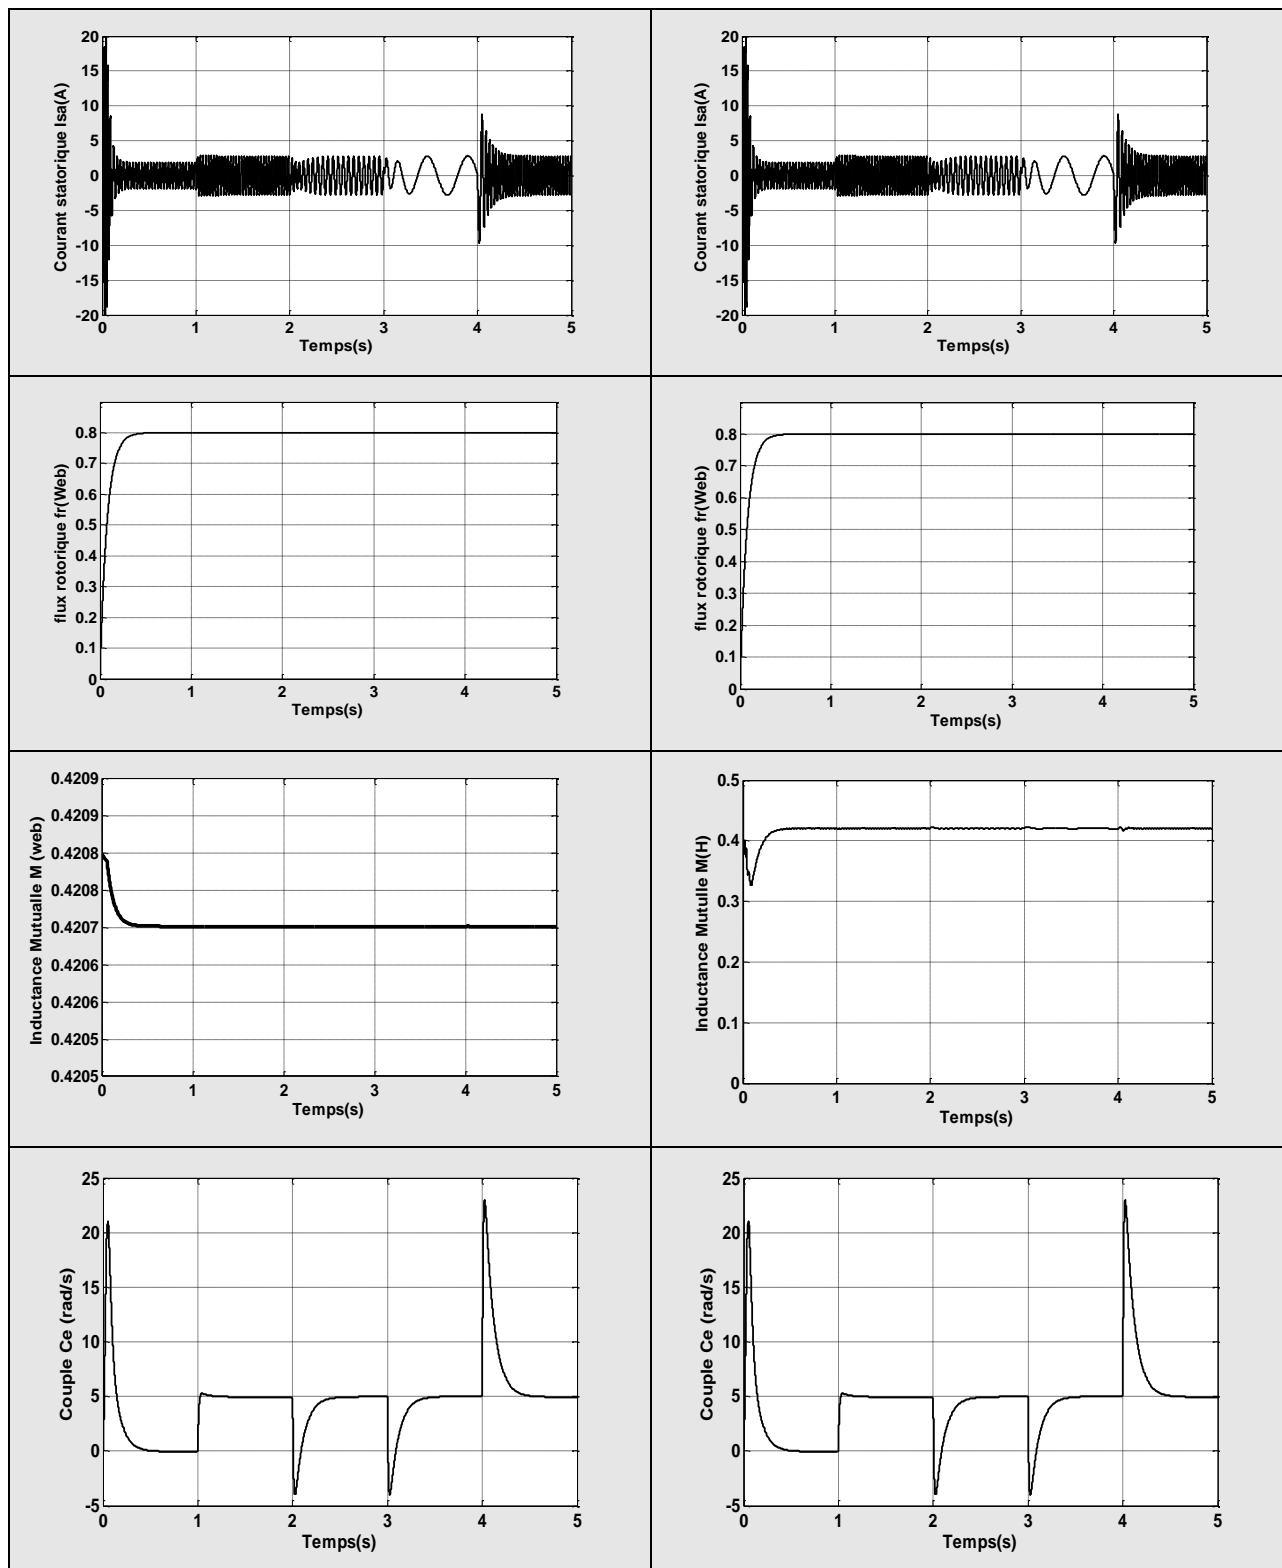 20
15
10
5
0
-5
-10
-15
-20
0 1 2 3 4 5
Temps(s)
Courant statorique Isa(A)
20
15
10
5
0
-5
-10
-15
-20
0 1 2 3 4 5
Temps(s)
Courant statorique Isa(A)
0.8
0.7
0.6
0.5
0.4
0.3
0.2
0.1
0
0 1 2 3 4 5
Temps(s)
flux rotorique fr(Web)
0.8
0.7
0.6
0.5
0.4
0.3
0.2
0.1
0
0 1 2 3 4 5
Temps(s)
flux rotorique fr(Web)
0.4209
0.4209
0.4208
0.4208
0.4207
0.4206
0.4206
0.4205
0.4205
0 1 2 3 4 5
Temps(s)
Inductance Mutualle M (web)
0.5
0.4
0.3
0.2
0.1
0
0 1 2 3 4 5
Temps(s)
Inductance Mutulle M(H)
25
20
15
10
5
0
-5
0 1 2 3 4 5
Temps(s)
Couple Ce (rad/s)
25
20
15
10
5
0
-5
0 1 2 3 4 5
Temps(s)
Couple Ce (rad/s)